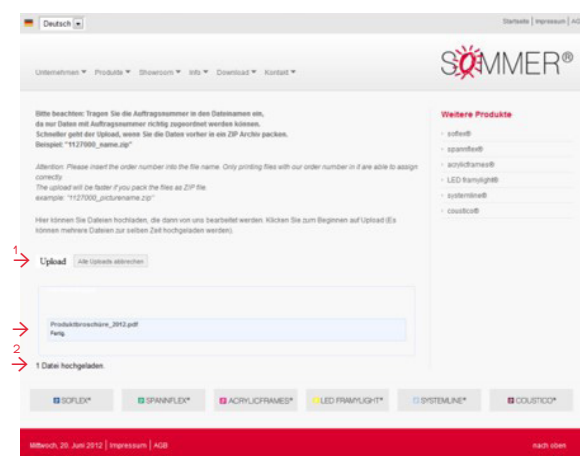 Deutsch
Startseite | Impressum | AG
SOMMER®
Unternehmen Produkte Showroom Info Download Kontakt
Bitte beachten: Tragen Sie die Auftragsnummer in den Dateinamen ein,
da nur Daten mit Auftragsnummer richtig zugeordnet werden können.
Schneller geht der Upload, wenn Sie die Daten vorher in ein ZIP Archiv packen.
Beispiel: "1127000_name.zip"
Attention: Please insert the order number into the file name. Only printing files with our order number in it are able to assign
correctly.
The upload will be faster if you pack the files as ZIP file.
example: "1127000_picturename.zip"
Hier können Sie Dateien hochladen, die dann von uns bearbeitet werden. Klicken Sie zum Beginnen auf Upload (Es
können mehrere Dateien zur selben Zeit hochgeladen werden).
Weitere Produkte
soflex®
spannflex®
acrylicframes®
LED framylight®
systemline®
coustico®
1
Upload Alle Uploads abbrechen
Produktbroschüre_2012.pdf
Fertig.
2
1 Datei hochgeladen.
SOFLEX® SPANNFLEX® ACRYLICFRAMES® LED FRAMYLIGHT® SYSTEMLINE® COUSTICO®
Mittwoch, 20. Juni 2012 | Impressum | AGB
nach oben